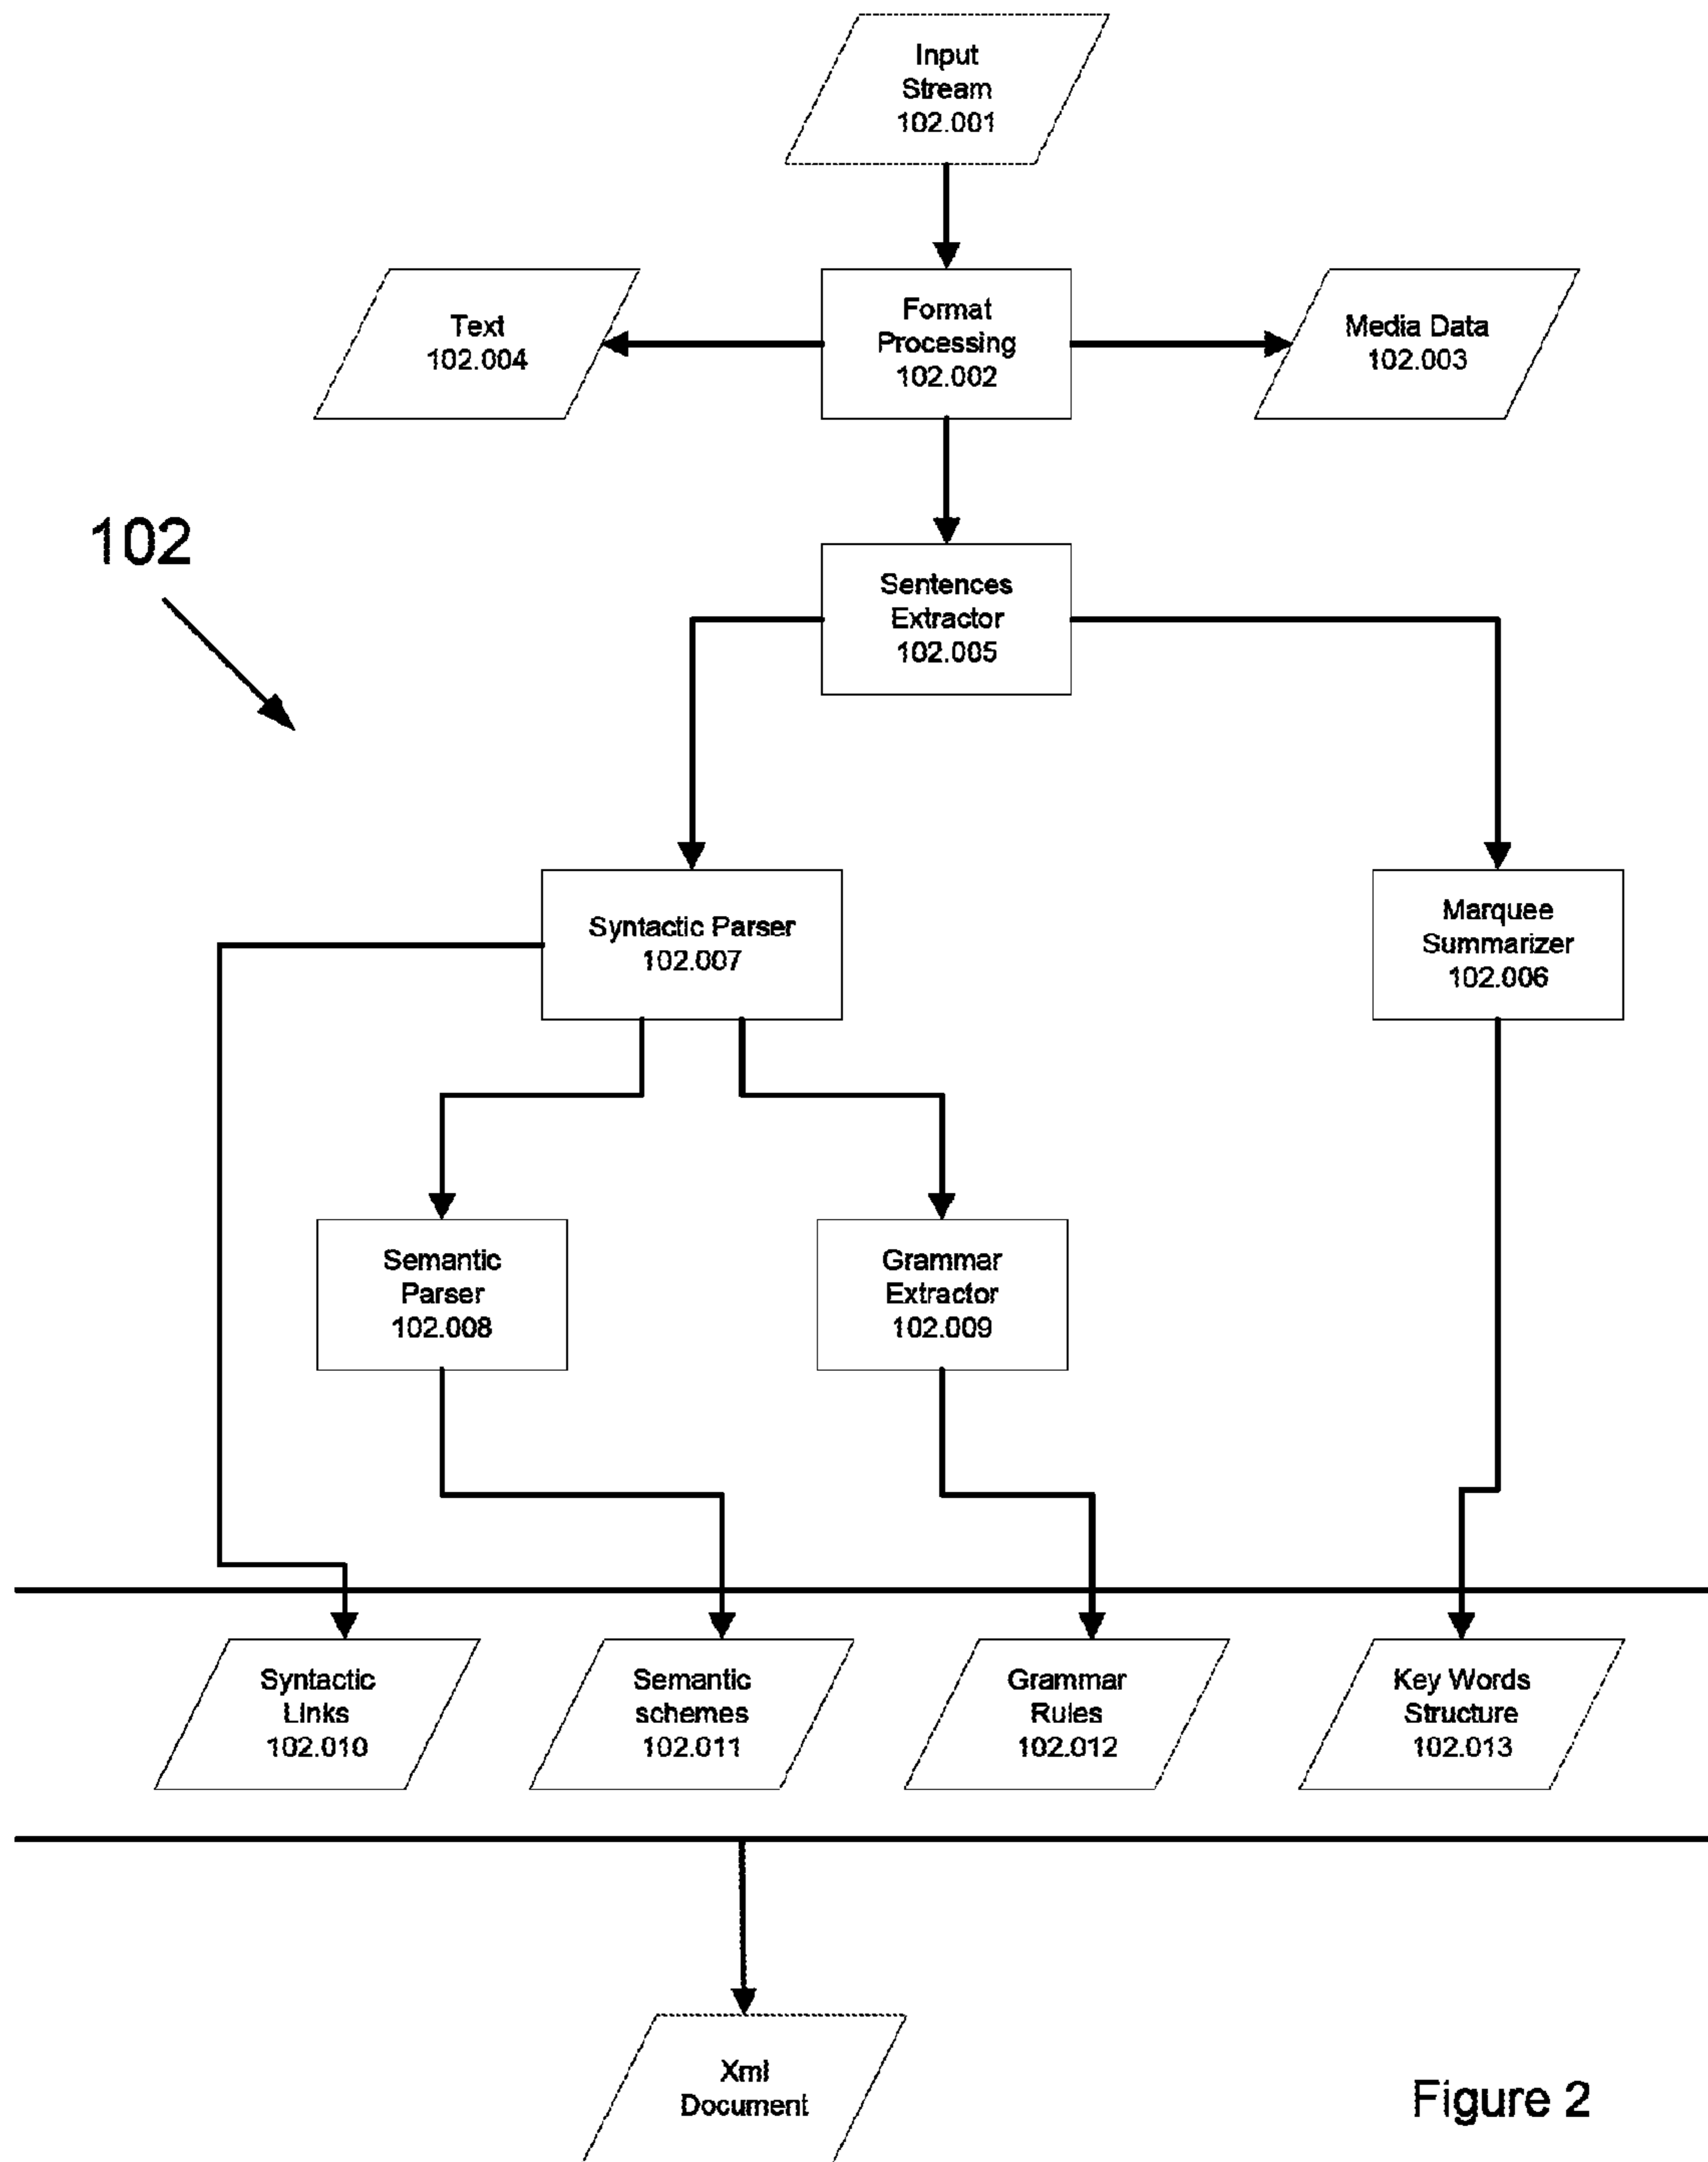 Input
Stream
102.001
Text
102.004
Format
Processing
102.002
Media Data
102.003
102
Sentences
Extractor
102.005
Syntactic Parser
102.007
Marquee
Summarizer
102.006
Semantic
Parser
102.008
Grammar
Extractor
102.009
Syntactic
Links
102.010
Semantic
schemes
102.011
Grammar
Rules
102.012
Key Words
Structure
102.013
Xml
Document
Figure 2